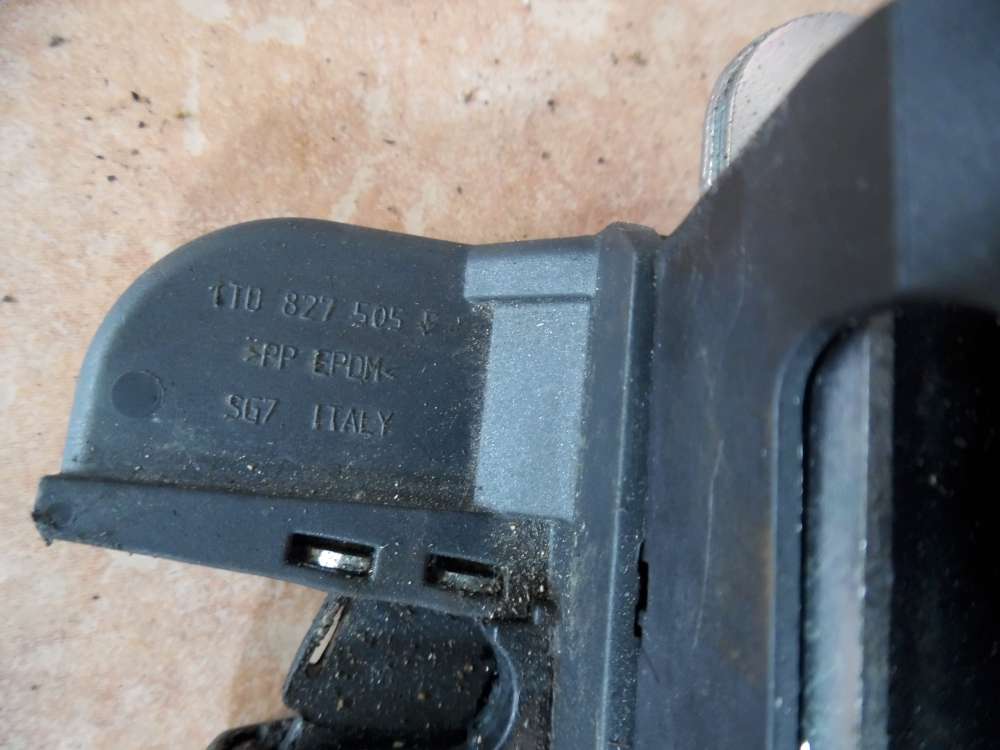 1T0 827 505
>PP EPDM<
SG7 ITALY